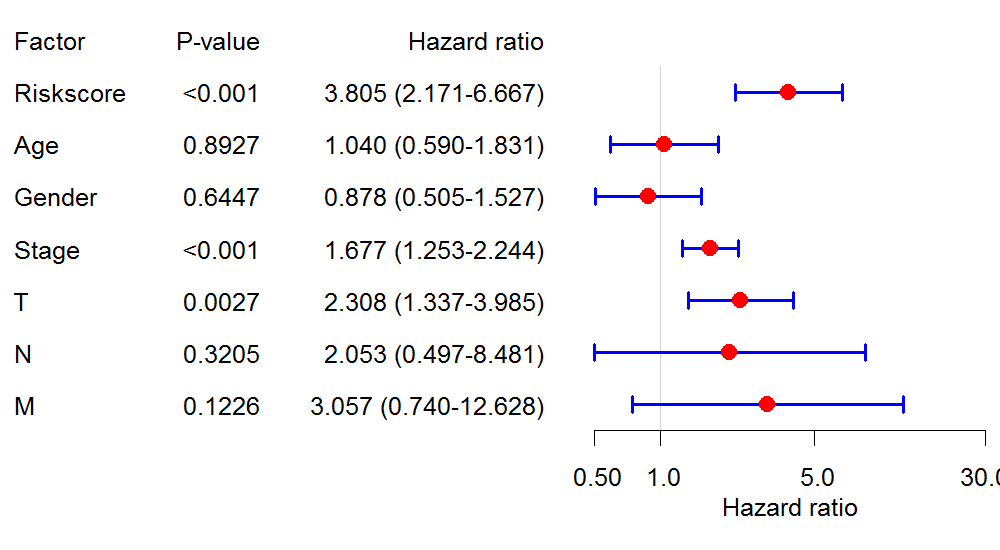 Factor P-value Hazard ratio
Riskscore <0.001 3.805 (2.171-6.667)
Age 0.8927 1.040 (0.590-1.831)
Gender 0.6447 0.878 (0.505-1.527)
Stage <0.001 1.677 (1.253-2.244)
T 0.0027 2.308 (1.337-3.985)
N 0.3205 2.053 (0.497-8.481)
M 0.1226 3.057 (0.740-12.628)
0.50 1.0 5.0 30.0
Hazard ratio